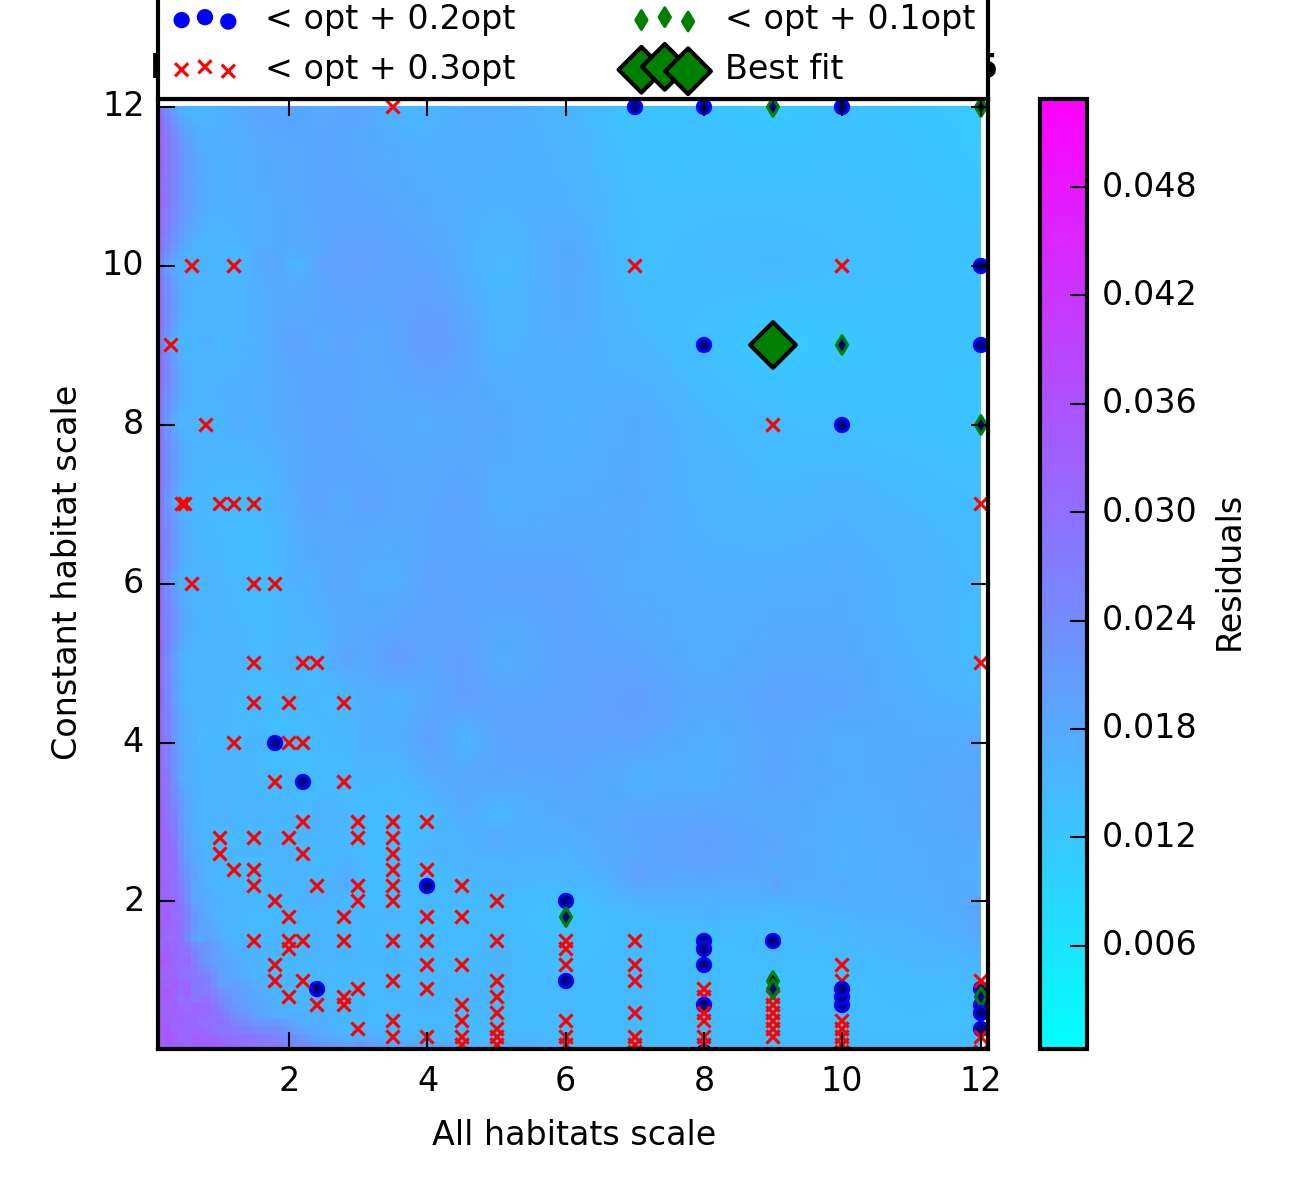 < opt + 0.2opt < opt + 0.1opt
< opt + 0.3opt Best fit
12
10
8
6
4
2
Constant habitat scale
2 4 6 8 10 12
All habitats scale
0.048
0.042
0.036
0.030
0.024
0.018
0.012
0.006
Residuals